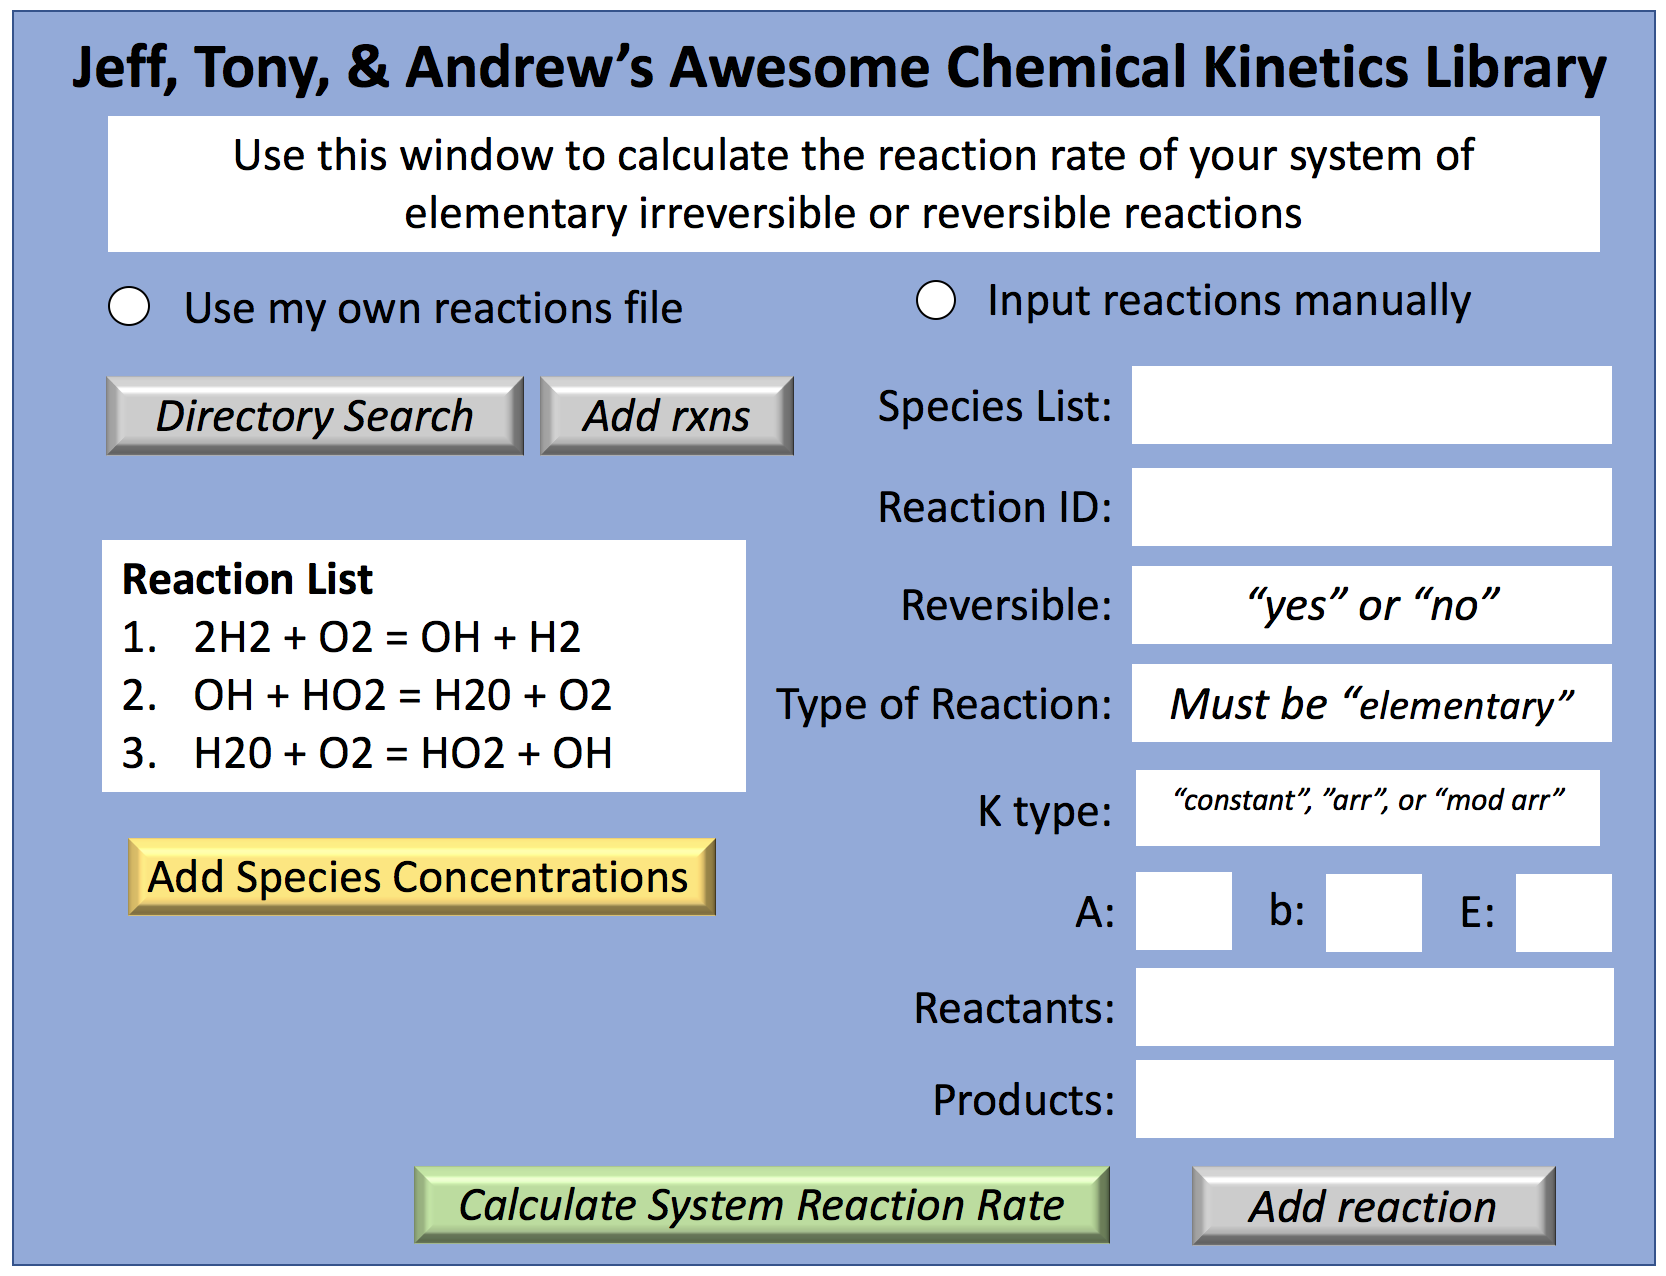 Jeff, Tony, & Andrew’s Awesome Chemical Kinetics Library
Use this window to calculate the reaction rate of your system of
elementary irreversible or reversible reactions
Use my own reactions file
Directory Search
Add rxns
Reaction List
1. 2H2 + O2 = OH + H2
2. OH + HO2 = H20 + O2
3. H20 + O2 = HO2 + OH
Add Species Concentrations
Input reactions manually
Species List:
Reaction ID:
Reversible: “yes” or “no”
Type of Reaction: Must be “elementary”
K type: “constant”, ”arr”, or “mod arr”
A: b: E:
Reactants:
Products:
Calculate System Reaction Rate
Add reaction